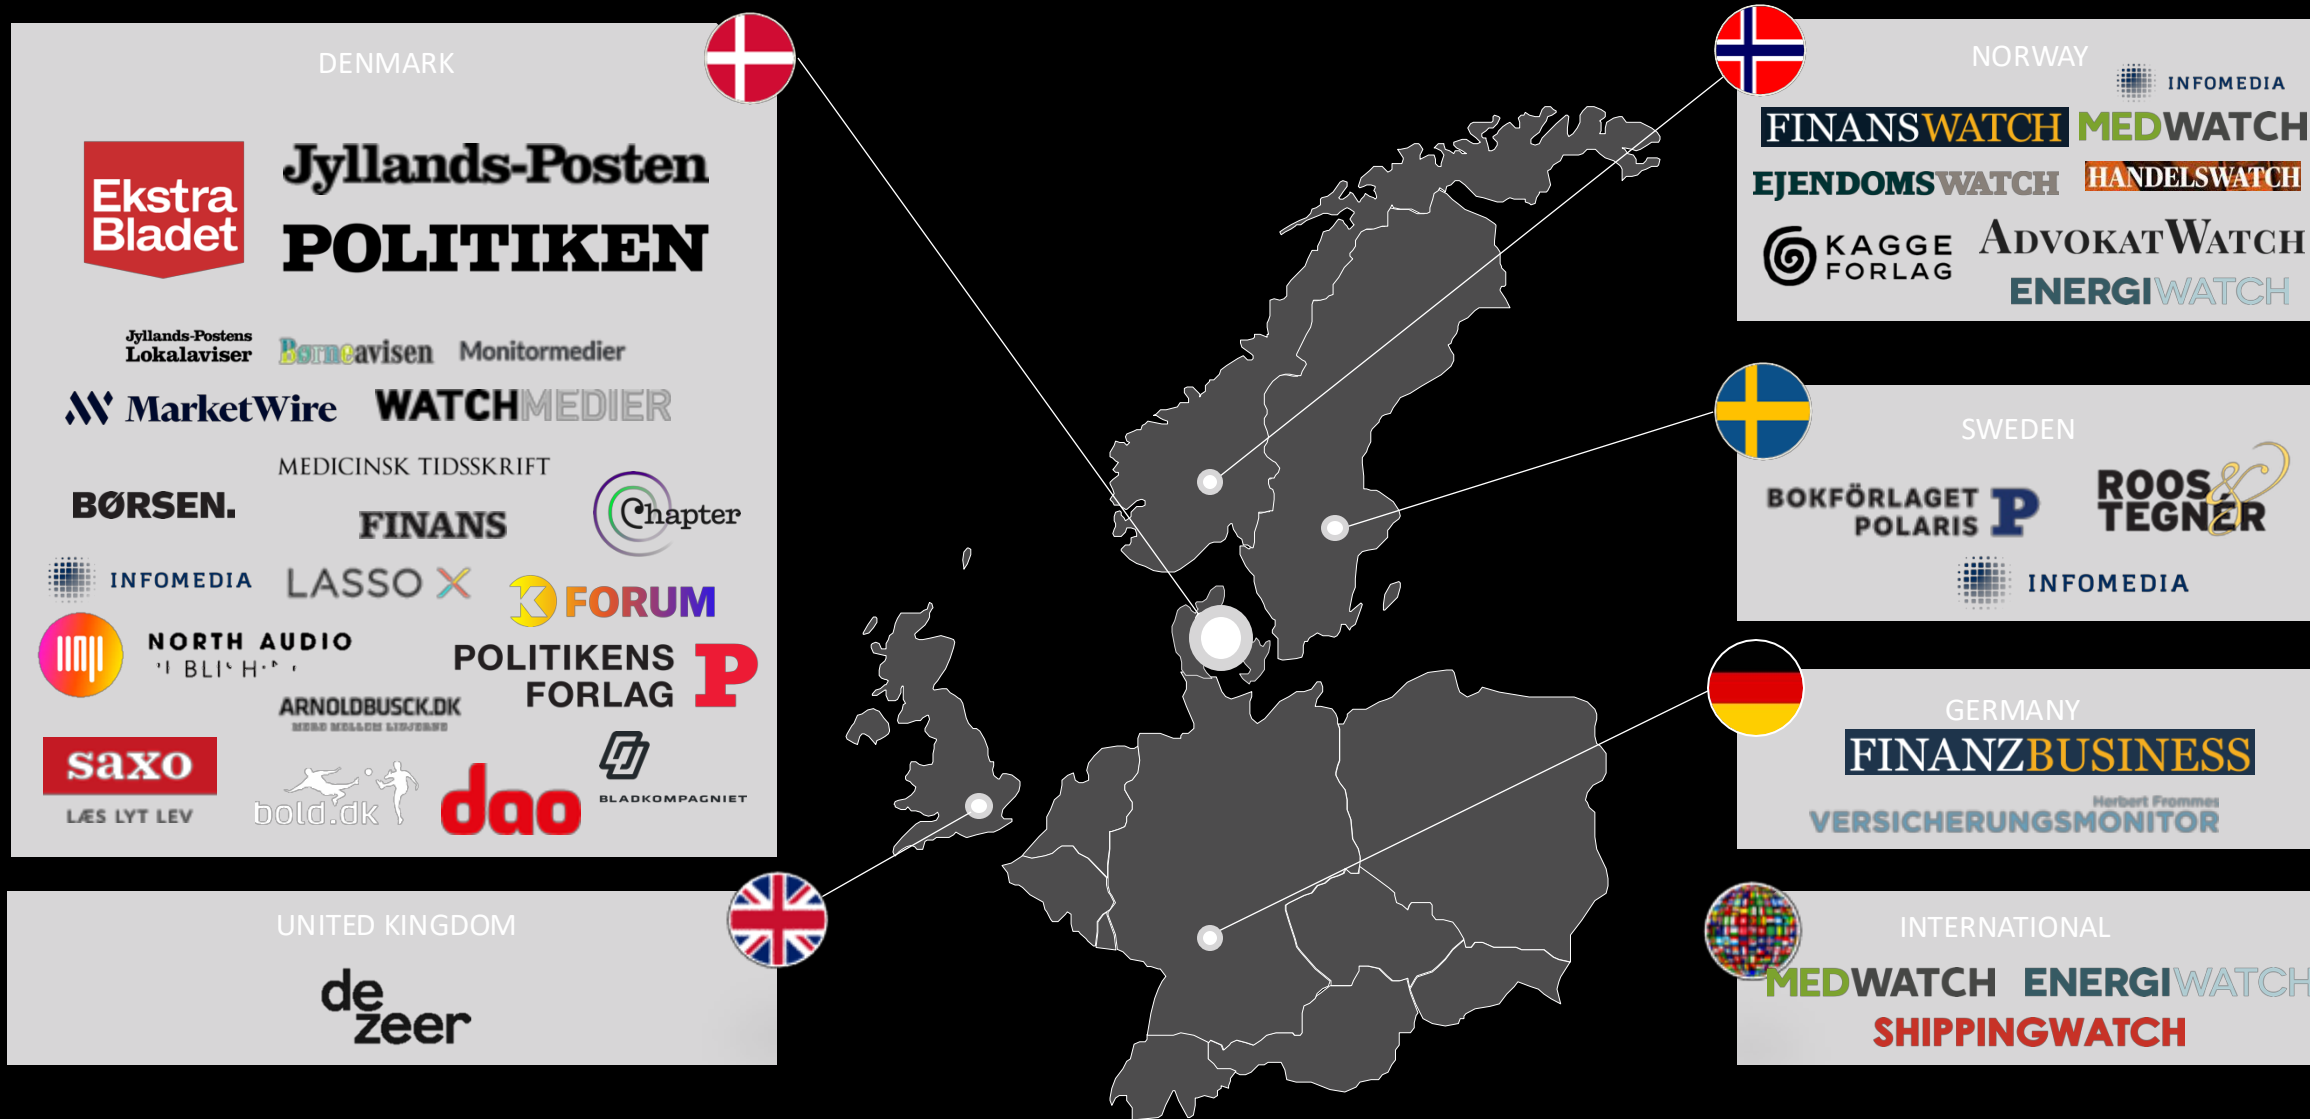 DENMARK
Ekstra
Bladet
Jyllands-Posten
POLITIKEN
Jyllands-Postens
Lokalaviser
Børneavisen
Monitormedier
MarketWire
WATCHMEDIER
MEDICINSK TIDSSKRIFT
BØRSEN.
FINANS
Chapter
INFOMEDIA
LASSO X
K FORUM
NORTH AUDIO
POLITIKENS
FORLAG
P
ARNOLDBUSCK.DK
MERE MELLEM LINJERNE
saxo
LÆS LYT LEV
bold.dk
dao
BLADKOMPAGNIET
UNITED KINGDOM
de
zeer
NORWAY
INFOMEDIA
FINANSWATCH
MEDWATCH
EJENDOMSWATCH
HANDELSWATCH
KAGGE
FORLAG
ADVOKATWATCH
ENERGIWATCH
SWEDEN
BOKFÖRLAGET
POLARIS
P
ROOS &
TEGNÉR
INFOMEDIA
GERMANY
FINANZBUSINESS
Herbert Frommes
VERSICHERUNGSMONITOR
INTERNATIONAL
MEDWATCH
ENERGIWATCH
SHIPPINGWATCH